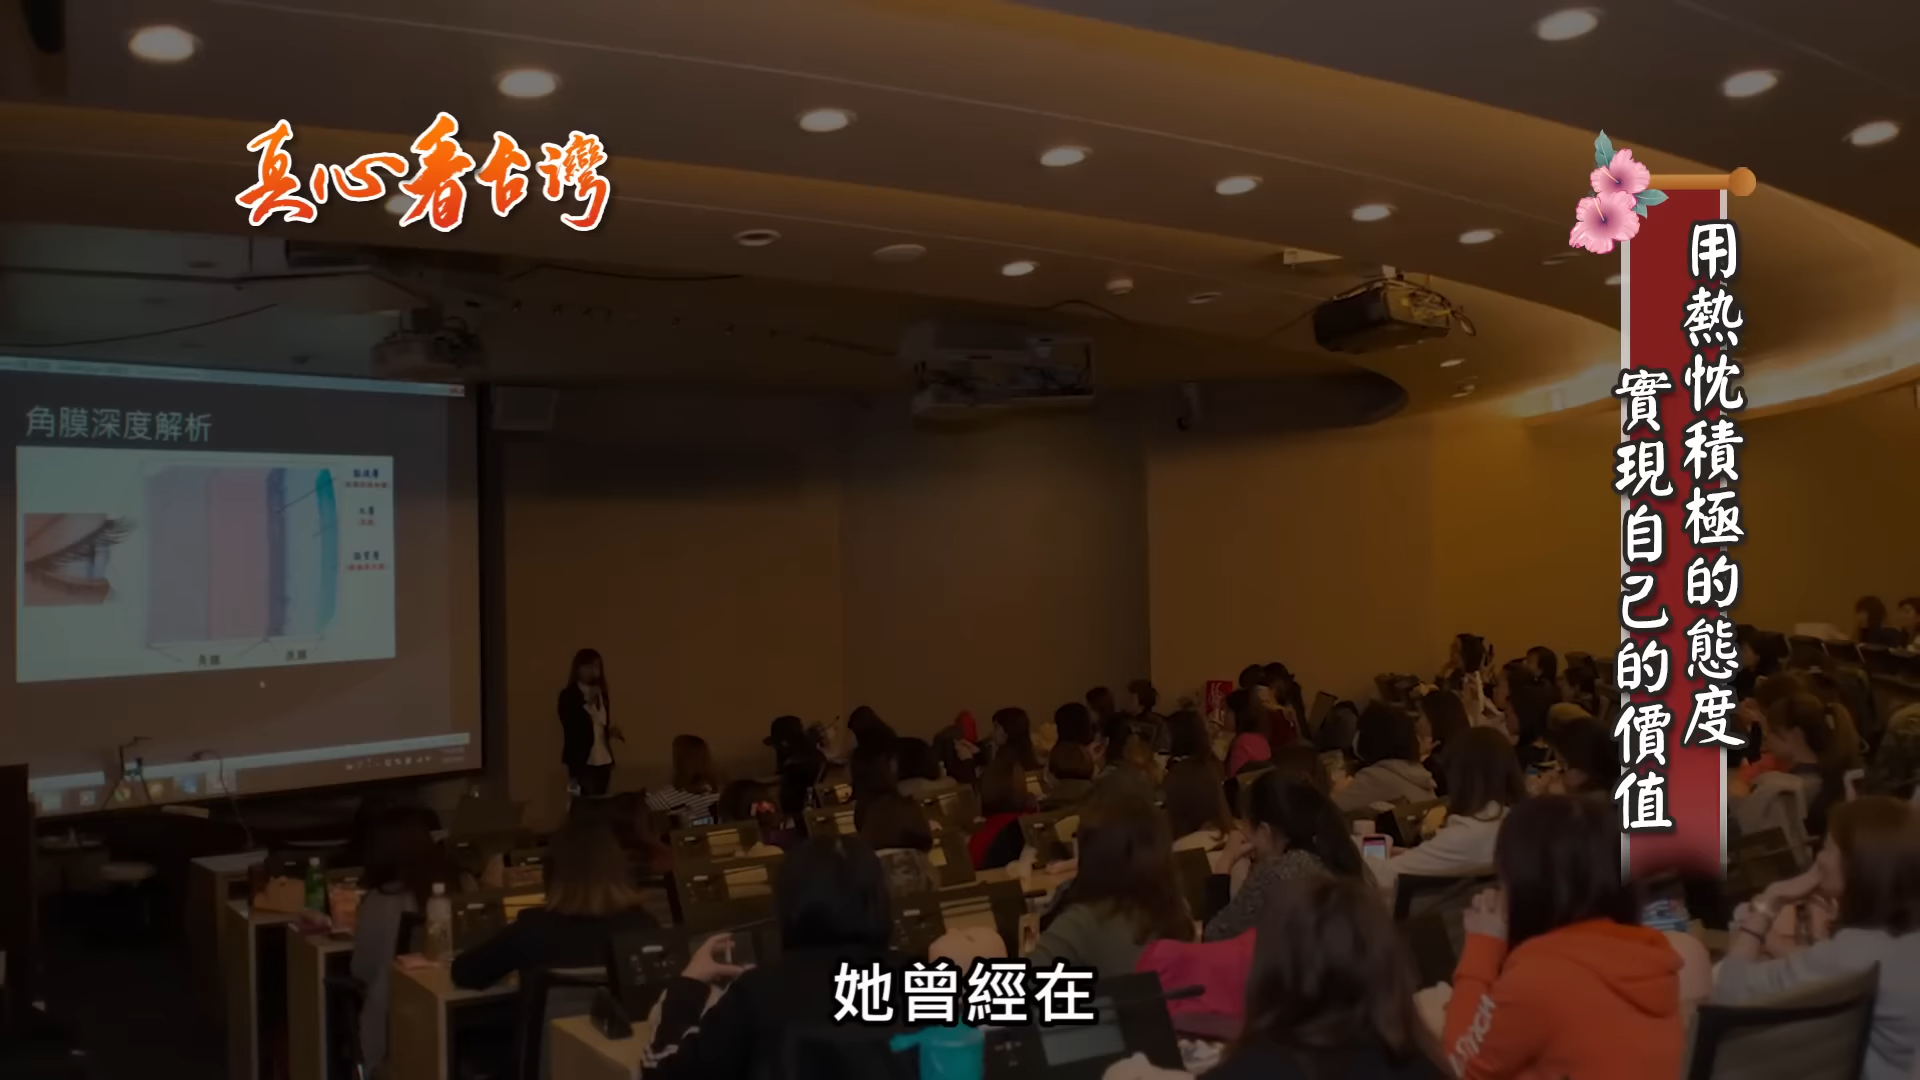 真心看台灣
用熱忱積極的態度
實現自己的價值
角膜深度解析
她曾經在